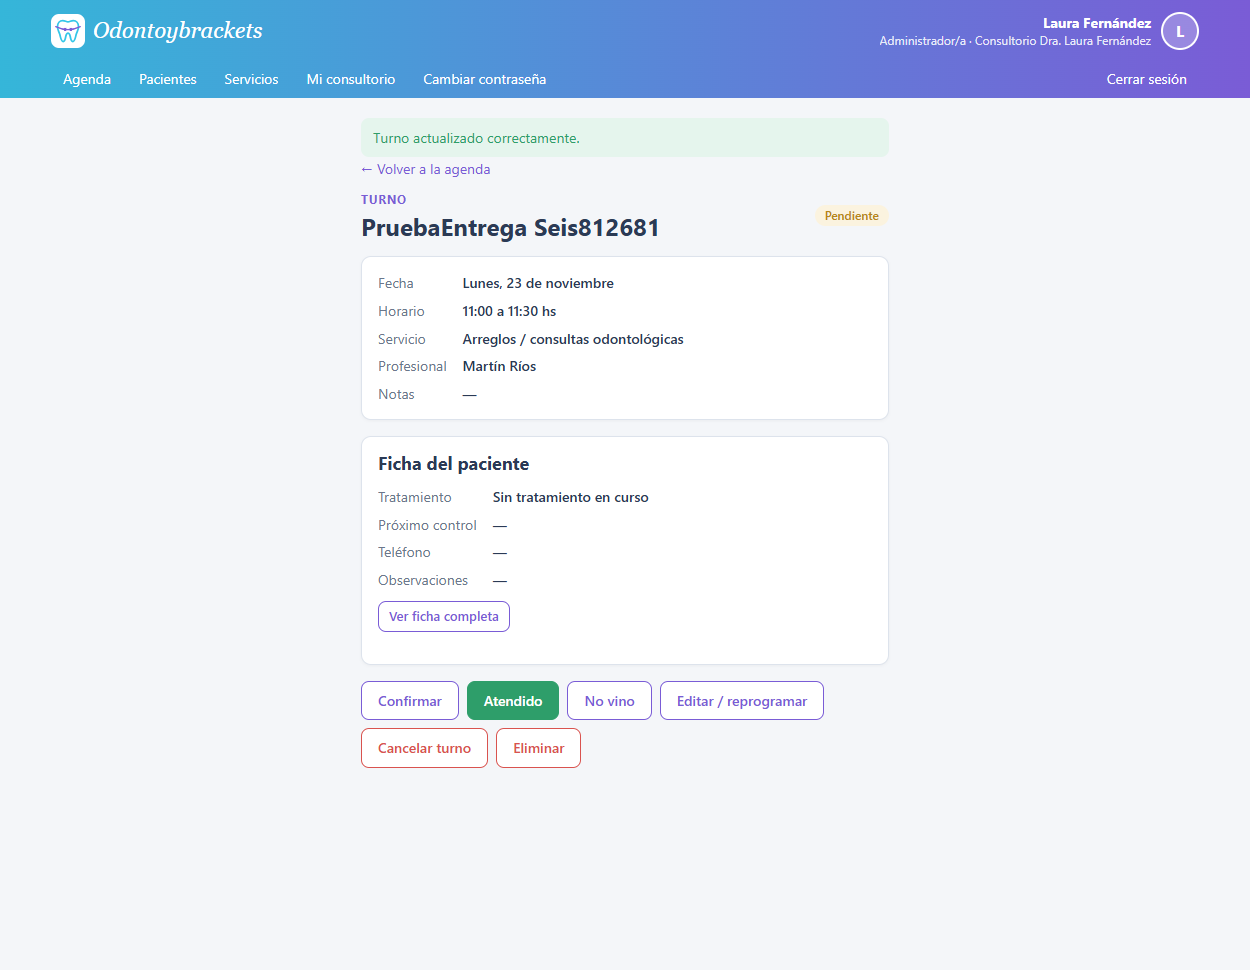 Odontoybrackets
Laura Fernández
Administrador/a · Consultorio Dra. Laura Fernández
L
Agenda Pacientes Servicios Mi consultorio Cambiar contraseña Cerrar sesión
Turno actualizado correctamente.
← Volver a la agenda
TURNO
PruebaEntrega Seis812681
Pendiente
Fecha Lunes, 23 de noviembre
Horario 11:00 a 11:30 hs
Servicio Arreglos / consultas odontológicas
Profesional Martín Ríos
Notas —
Ficha del paciente
Tratamiento Sin tratamiento en curso
Próximo control —
Teléfono —
Observaciones —
Ver ficha completa
Confirmar Atendido No vino Editar / reprogramar
Cancelar turno Eliminar